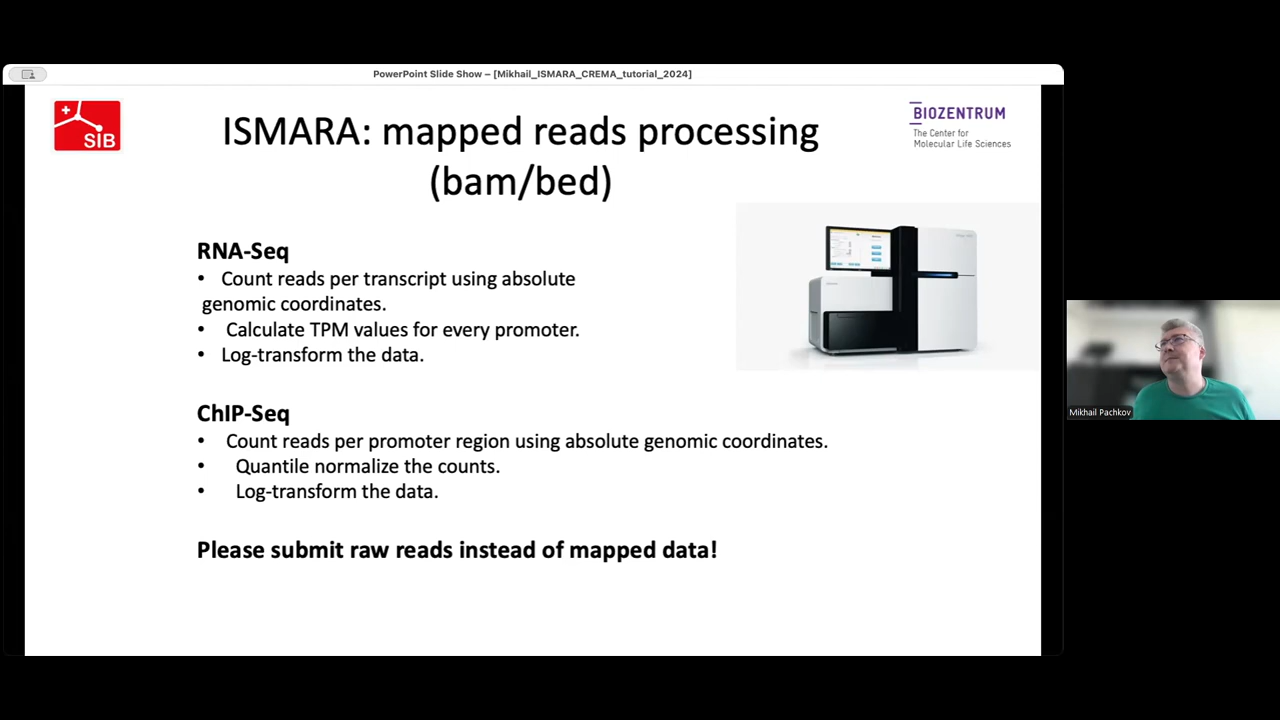 PowerPoint Slide Show – [Mikhail_ISMARA_CREMA_tutorial_2024]
SIB
ISMARA: mapped reads processing
(bam/bed)
BIOZENTRUM
The Center for
Molecular Life Sciences
RNA-Seq
• Count reads per transcript using absolute
genomic coordinates.
• Calculate TPM values for every promoter.
• Log-transform the data.
ChIP-Seq
• Count reads per promoter region using absolute genomic coordinates.
• Quantile normalize the counts.
• Log-transform the data.
Please submit raw reads instead of mapped data!
Mikhail Pachkov